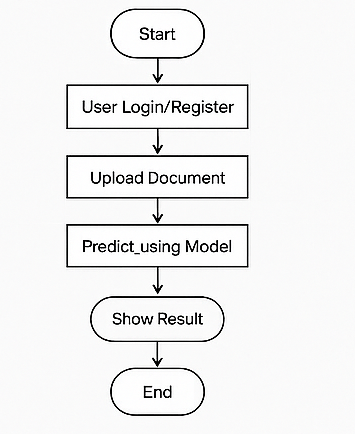 Start
User Login/Register
Upload Document
Predict_using Model
Show Result
End